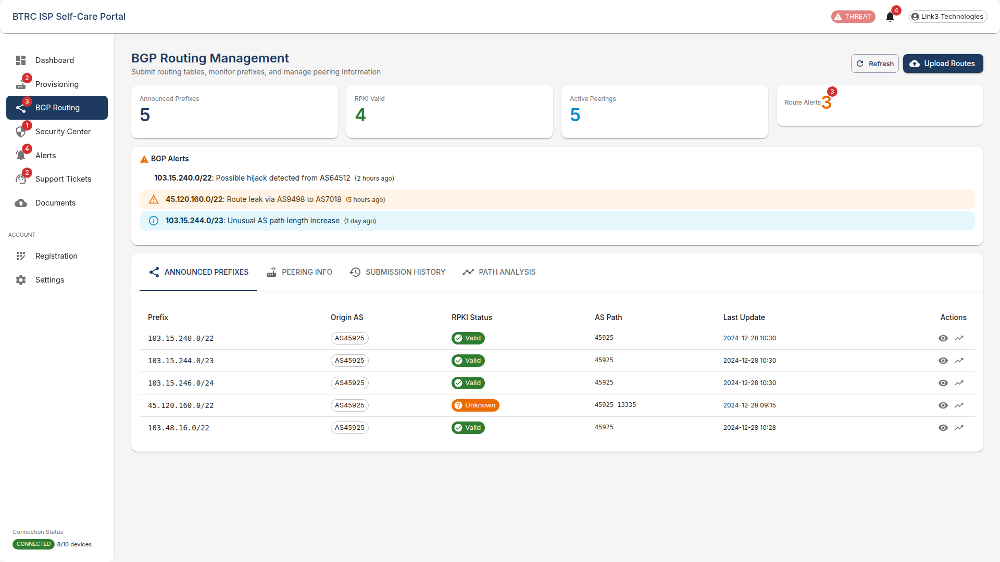 BTRC ISP Self-Care Portal
THREAT
4
Link3 Technologies
Dashboard
2
Provisioning
3
BGP Routing
1
Security Center
4
Alerts
2
Support Tickets
Documents
ACCOUNT
Registration
Settings
Connection Status
CONNECTED 8/10 devices
BGP Routing Management
Submit routing tables, monitor prefixes, and manage peering information
Refresh
Upload Routes
Announced Prefixes
5
RPKI Valid
4
Active Peerings
5
Route Alerts 3
3
BGP Alerts
103.15.240.0/22: Possible hijack detected from AS64512 (2 hours ago)
45.120.160.0/22: Route leak via AS9498 to AS7018 (5 hours ago)
103.15.244.0/23: Unusual AS path length increase (1 day ago)
ANNOUNCED PREFIXES PEERING INFO SUBMISSION HISTORY PATH ANALYSIS
Prefix Origin AS RPKI Status AS Path Last Update Actions
103.15.240.0/22 AS45925 Valid 45925 2024-12-28 10:30
103.15.244.0/23 AS45925 Valid 45925 2024-12-28 10:30
103.15.246.0/24 AS45925 Valid 45925 2024-12-28 10:30
45.120.160.0/22 AS45925 Unknown 45925 13335 2024-12-28 09:15
103.48.16.0/22 AS45925 Valid 45925 2024-12-28 10:28